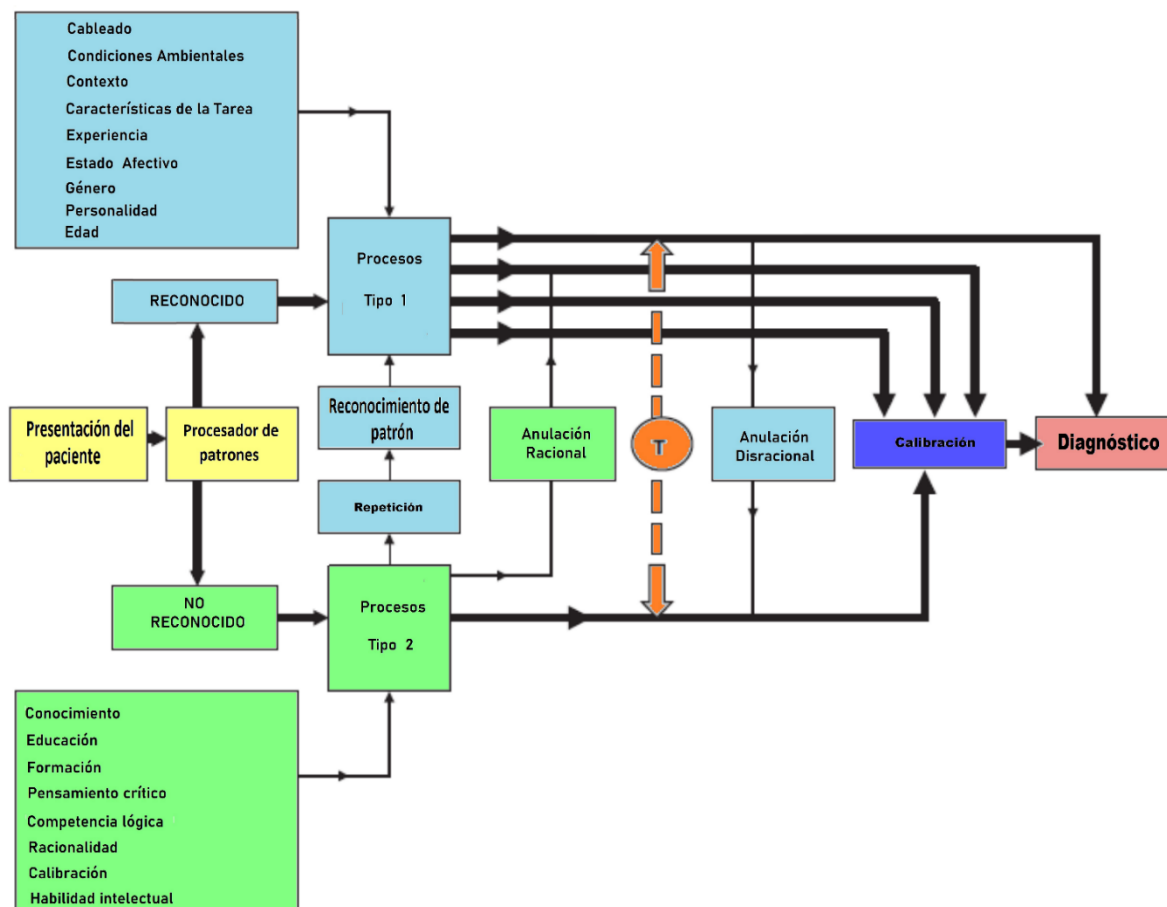 Cableado
Condiciones Ambientales
Contexto
Características de la Tarea
Experiencia
Estado Afectivo
Género
Personalidad
Edad
Procesos
Tipo 1
RECONOCIDO
Presentación del
paciente
Procesador de
patrones
Reconocimiento de
patrón
Repetición
Anulación
Racional
T
Anulación
Disracional
Calibración
Diagnóstico
NO
RECONOCIDO
Procesos
Tipo 2
Conocimiento
Educación
Formación
Pensamiento crítico
Competencia lógica
Racionalidad
Calibración
Habilidad intelectual